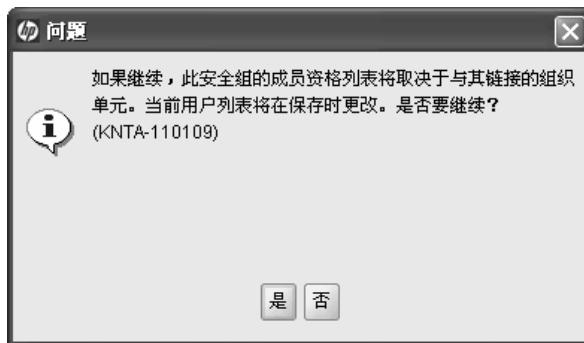 hp 问题
如果继续，此安全组的成员资格列表将取决于与其链接的组织
单元。当前用户列表将在保存时更改。是否要继续？
(KNTA-110109)
是 否